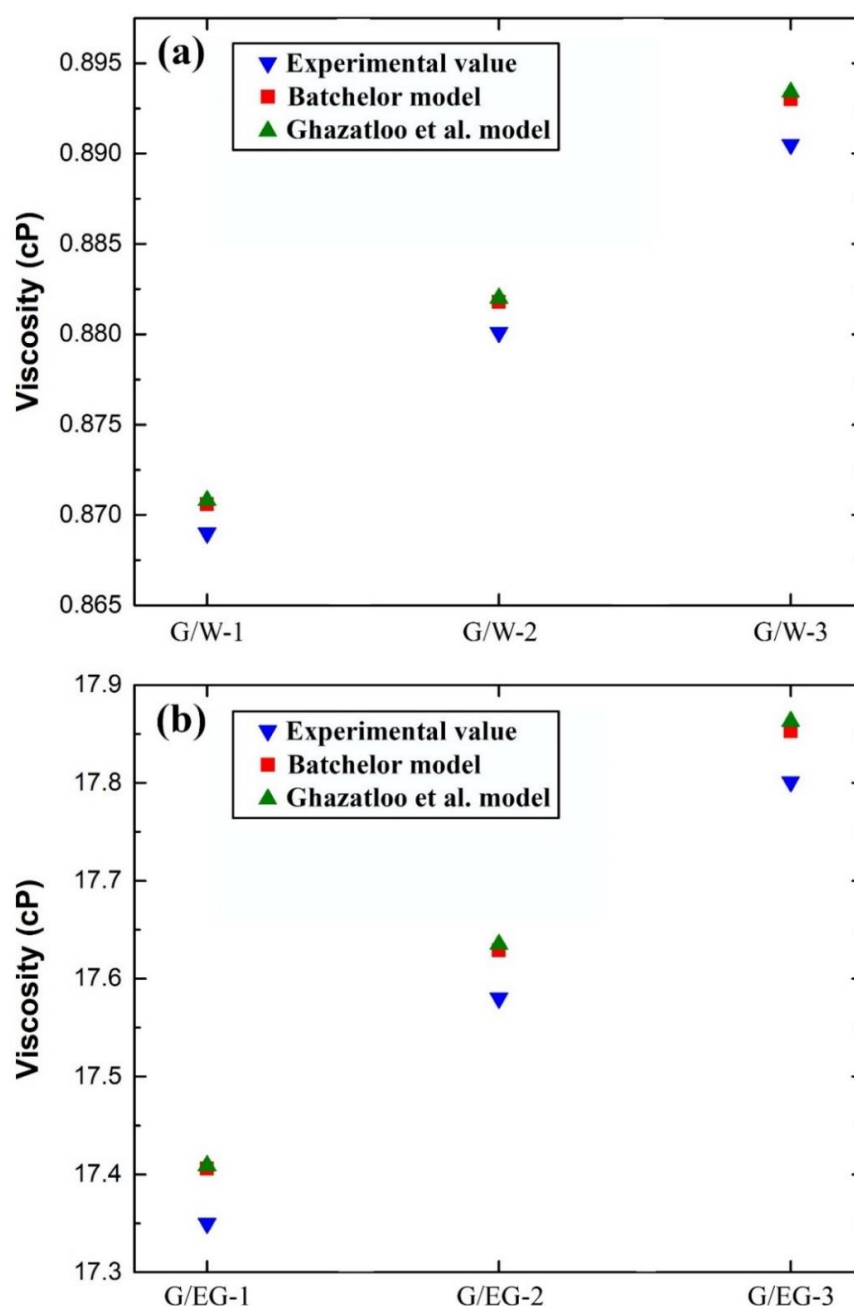 (a)
Experimental value
Batchelor model
Ghazatloo et al. model
0.895
0.890
0.885
0.880
0.875
0.870
0.865
Viscosity (cP)
G/W-1 G/W-2 G/W-3
(b)
Experimental value
Batchelor model
Ghazatloo et al. model
17.9
17.8
17.7
17.6
17.5
17.4
17.3
Viscosity (cP)
G/EG-1 G/EG-2 G/EG-3